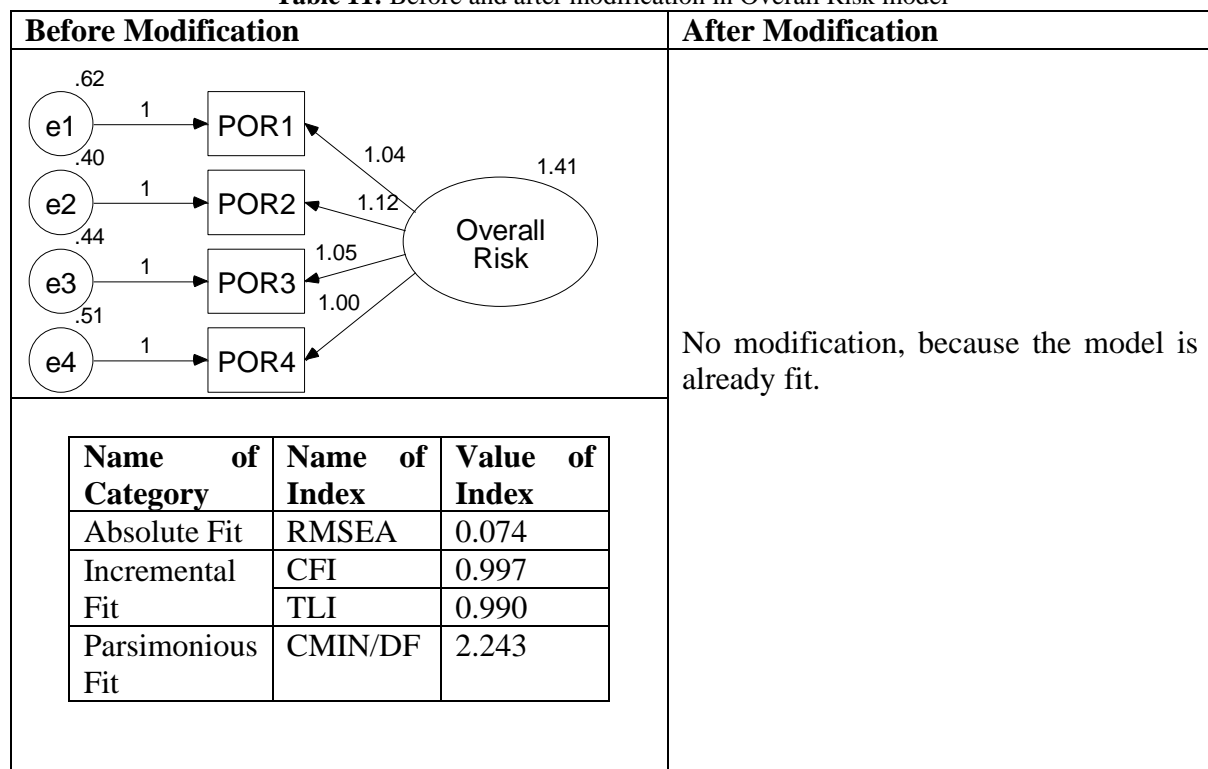 Table 11: Before and after modification in Overall Risk model
Before Modification
After Modification
.62
e1
1
POR1
1.04
.40
e2
1
POR2
1.12
.44
e3
1
POR3
1.05
.51
e4
1
POR4
1.00
1.41
Overall
Risk
No modification, because the model is
already fit.
Name of
Category
Name of
Index
Value of
Index
Absolute Fit
RMSEA
0.074
Incremental
Fit
CFI
0.997
TLI
0.990
Parsimonious
Fit
CMIN/DF
2.243